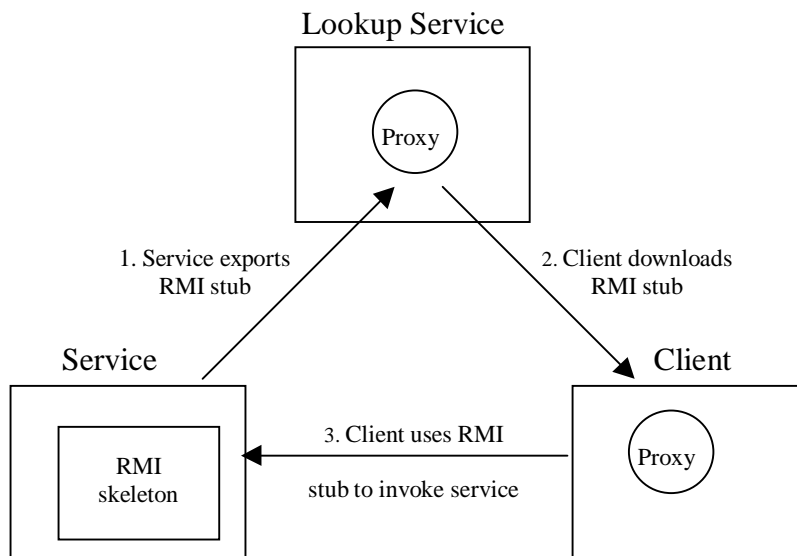 Lookup Service
Proxy
1. Service exports
RMI stub
2. Client downloads
RMI stub
Service
Client
RMI
skeleton
3. Client uses RMI
stub to invoke service
Proxy